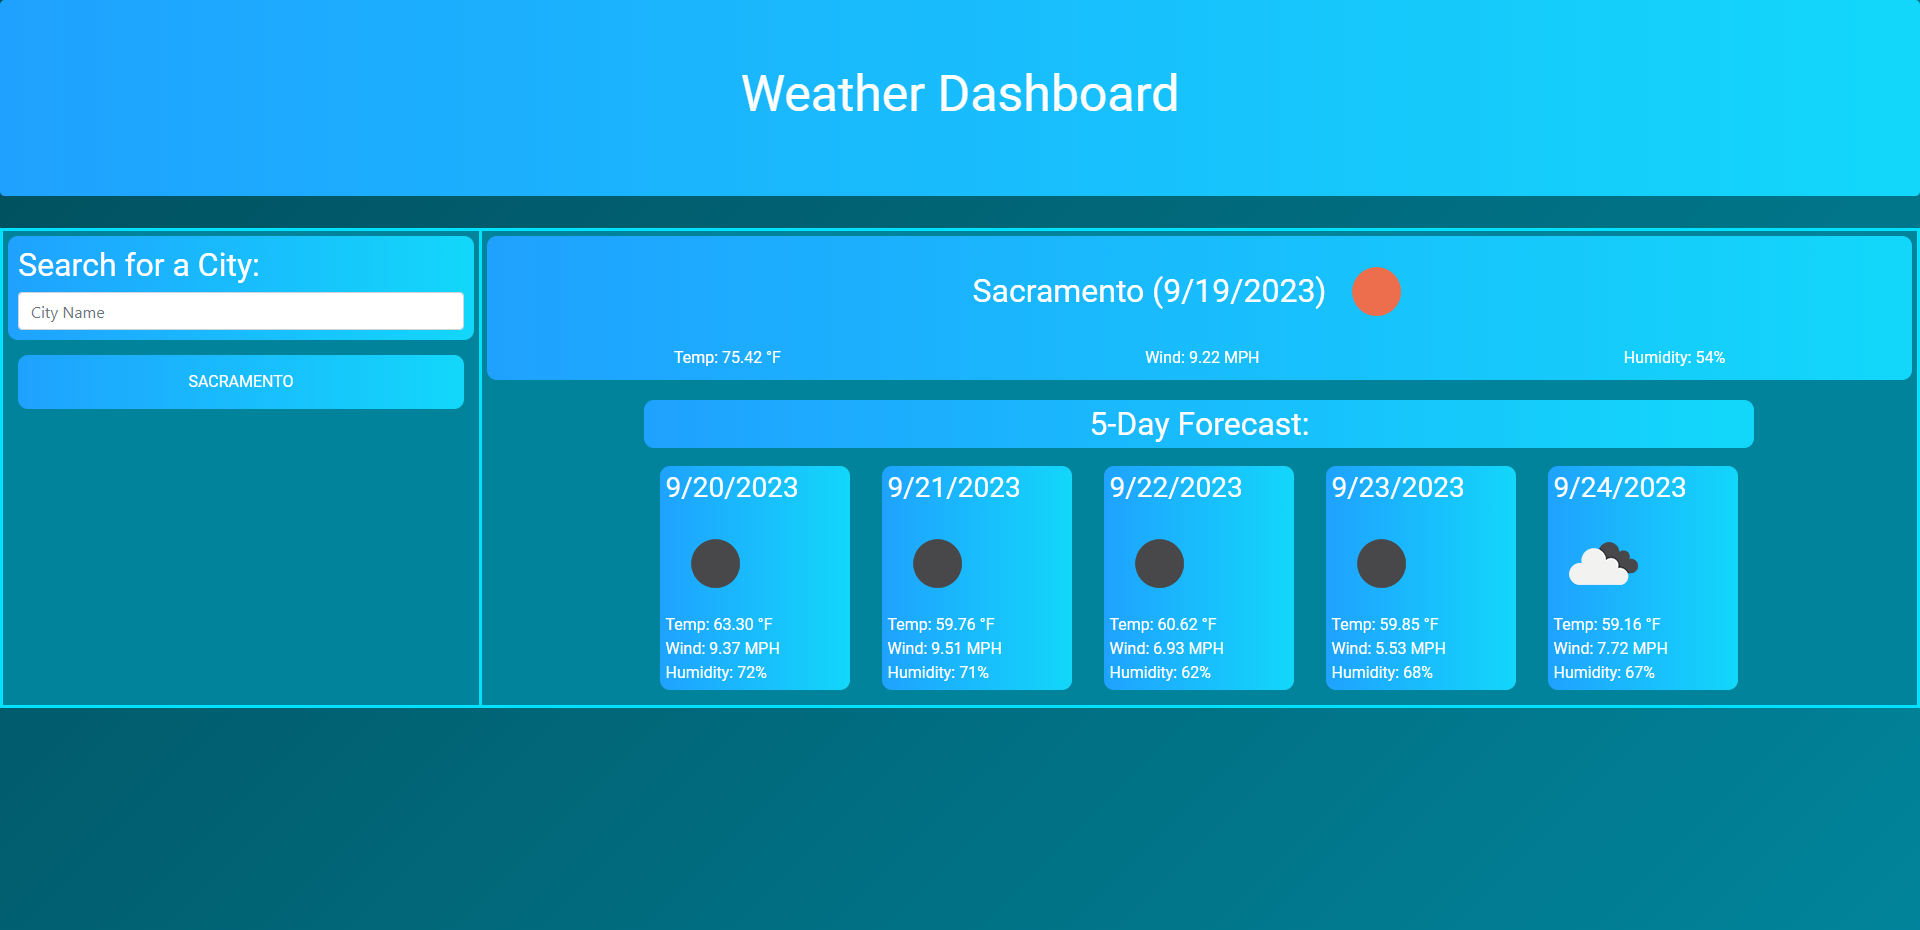 Weather Dashboard
Search for a City:
City Name
SACRAMENTO
Sacramento (9/19/2023)
Temp: 75.42 °F
Wind: 9.22 MPH
Humidity: 54%
5-Day Forecast:
9/20/2023
Temp: 63.30 °F
Wind: 9.37 MPH
Humidity: 72%
9/21/2023
Temp: 59.76 °F
Wind: 9.51 MPH
Humidity: 71%
9/22/2023
Temp: 60.62 °F
Wind: 6.93 MPH
Humidity: 62%
9/23/2023
Temp: 59.85 °F
Wind: 5.53 MPH
Humidity: 68%
9/24/2023
Temp: 59.16 °F
Wind: 7.72 MPH
Humidity: 67%